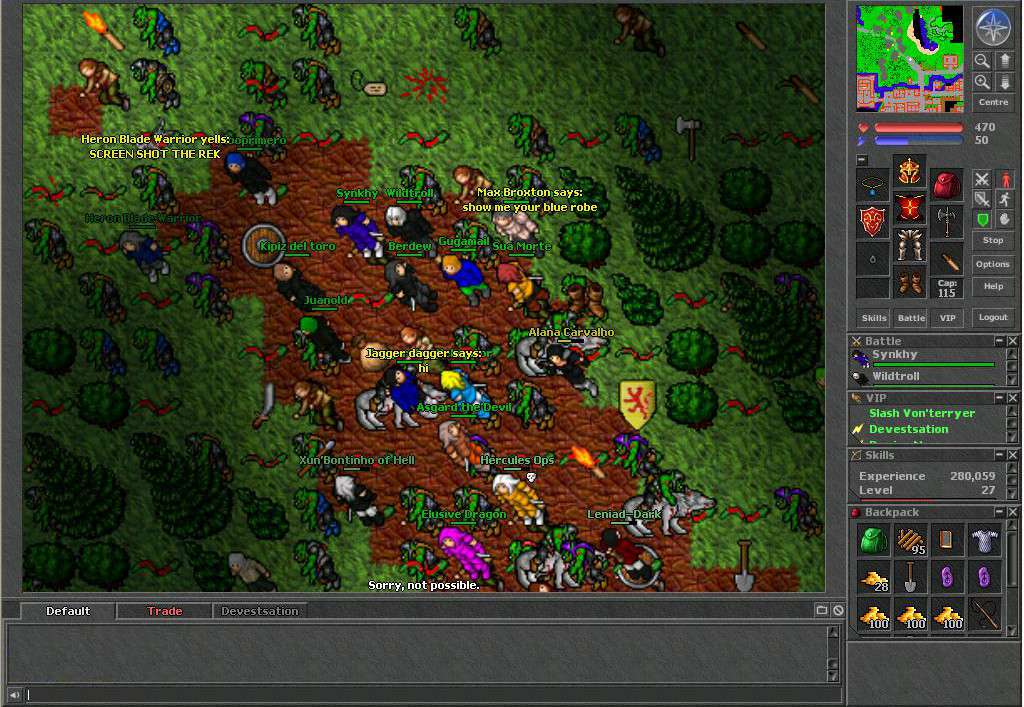 Heron Blade Warrior yells:
SCREEN SHOT THE REK
Synkhy Wildtroll
Max Broxton says:
show me your blue robe
Heron Blade Warrior
Kipiz del toro
Berdew
Gugamail
Sua Morte
Juanold
Alana Carvalho
Jagger dagger says:
hi
Asgard the Devil
Xun Bontinho of Hell
Hercules Ops
Elusive Dragon
Leniad-Dark
Sorry, not possible.
Centre
470
50
Cap:
115
Stop
Options
Help
Skills Battle VIP Logout
Battle
Synkhy
Wildtroll
VIP
Slash Von'terryer
Devestsation
Skills
Experience 280,059
Level 27
Backpack
95
28
100 100 100
Default Trade Devestsation